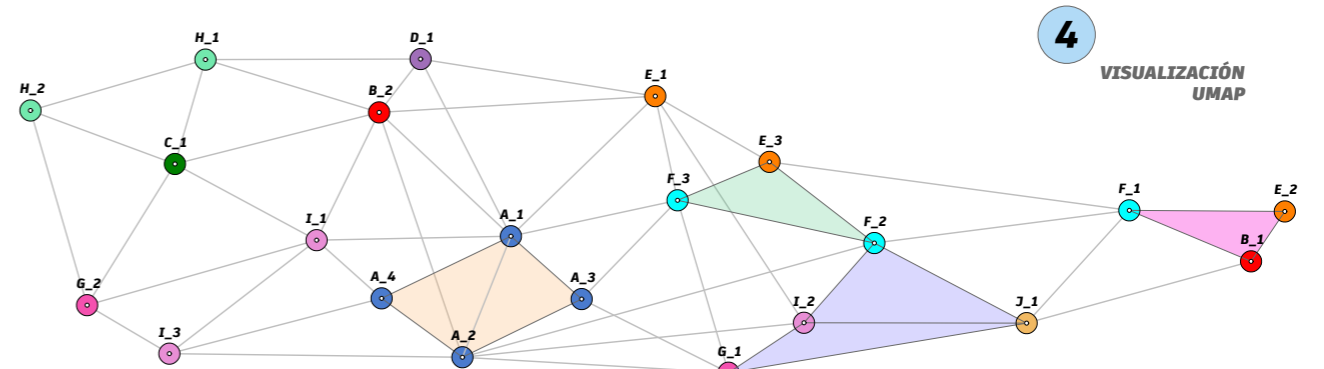 4
VISUALIZACIÓN
UMAP
H_1
D_1
H_2
B_2
E_1
C_1
E_3
F_3
F_1
E_2
I_1
A_1
F_2
B_1
G_2
A_4
A_3
I_2
J_1
I_3
A_2
G_1